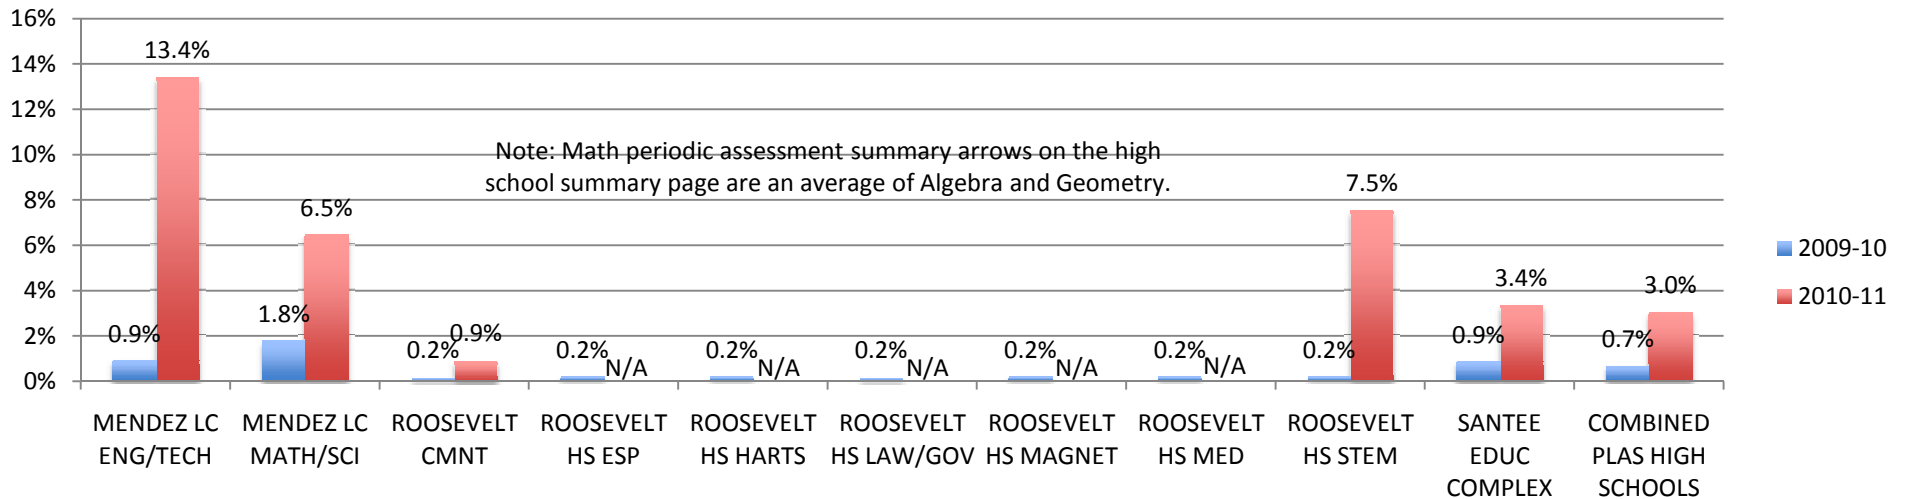 16%
14%
12%
10%
8%
6%
4%
2%
0%
13.4%
0.9%
6.5%
1.8%
0.2%
0.9%
0.2%
N/A
0.2%
N/A
0.2%
N/A
0.2%
N/A
0.2%
N/A
0.2%
7.5%
0.9%
3.4%
0.7%
3.0%
Note: Math periodic assessment summary arrows on the high
school summary page are an average of Algebra and Geometry.
2009-10
2010-11
MENDEZ LC
ENG/TECH
MENDEZ LC
MATH/SCI
ROOSEVELT
CMNT
ROOSEVELT
HS ESP
ROOSEVELT
HS HARTS
ROOSEVELT
HS LAW/GOV
ROOSEVELT
HS MAGNET
ROOSEVELT
HS MED
ROOSEVELT
HS STEM
SANTEE
EDUC
COMPLEX
COMBINED
PLAS HIGH
SCHOOLS